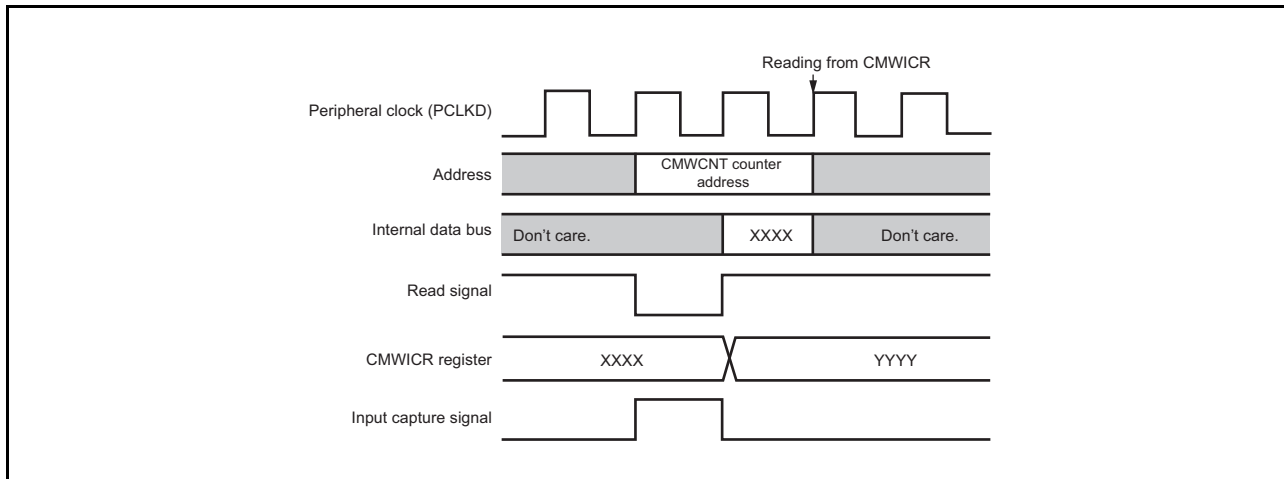 Reading from CMWICR
Peripheral clock (PCLKD)
Address
CMWCNT counter
address
Internal data bus
Don't care.
XXXX
Don't care.
Read signal
CMWICR register
XXXX
YYYY
Input capture signal